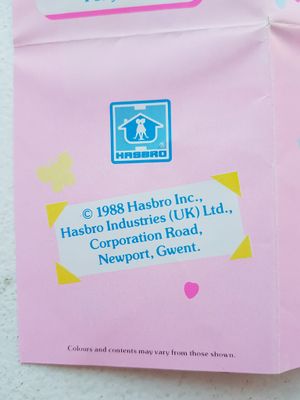 HASBRO
© 1988 Hasbro Inc.,
Hasbro Industries (UK) Ltd.,
Corporation Road,
Newport, Gwent.
Colours and contents may vary from those shown.